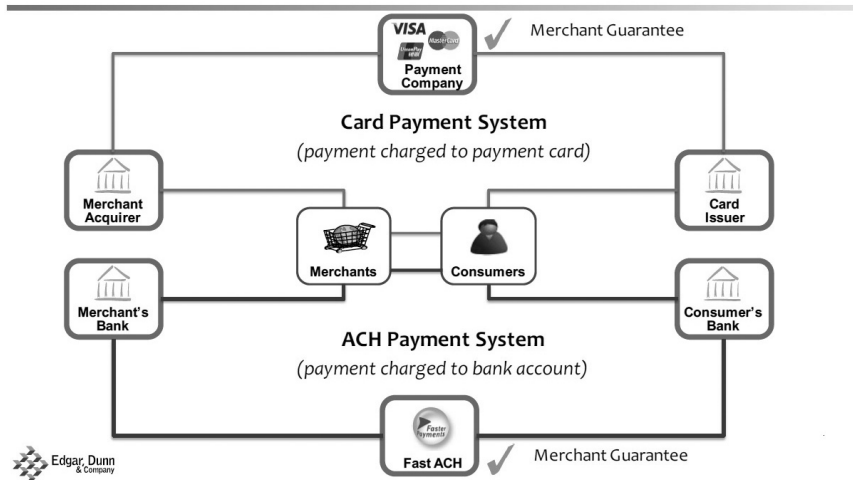 VISA
MasterCard
UnionPay
Payment
Company
Merchant Guarantee
Card Payment System
(payment charged to payment card)
Merchant
Acquirer
Card
Issuer
Merchants
Consumers
Merchant's
Bank
Consumer's
Bank
ACH Payment System
(payment charged to bank account)
Faster
Payments
Fast ACH
Merchant Guarantee
Edgar, Dunn
& Company